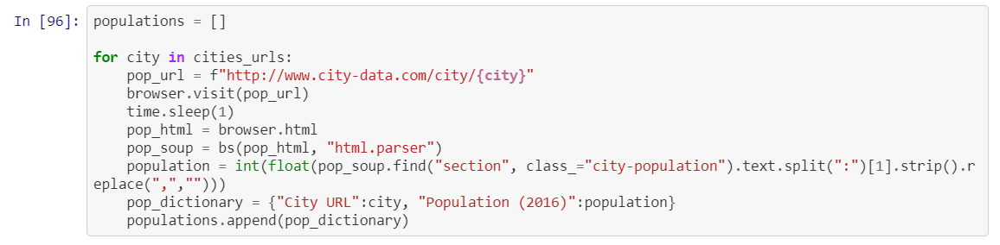 In [96]: populations = []
for city in cities_urls:
    pop_url = f"http://www.city-data.com/city/{city}"
    browser.visit(pop_url)
    time.sleep(1)
    pop_html = browser.html
    pop_soup = bs(pop_html, "html.parser")
    population = int(float(pop_soup.find("section", class_="city-population").text.split(":")[1].strip().r
eplace(",","")))
    pop_dictionary = {"City URL":city, "Population (2016)":population}
    populations.append(pop_dictionary)